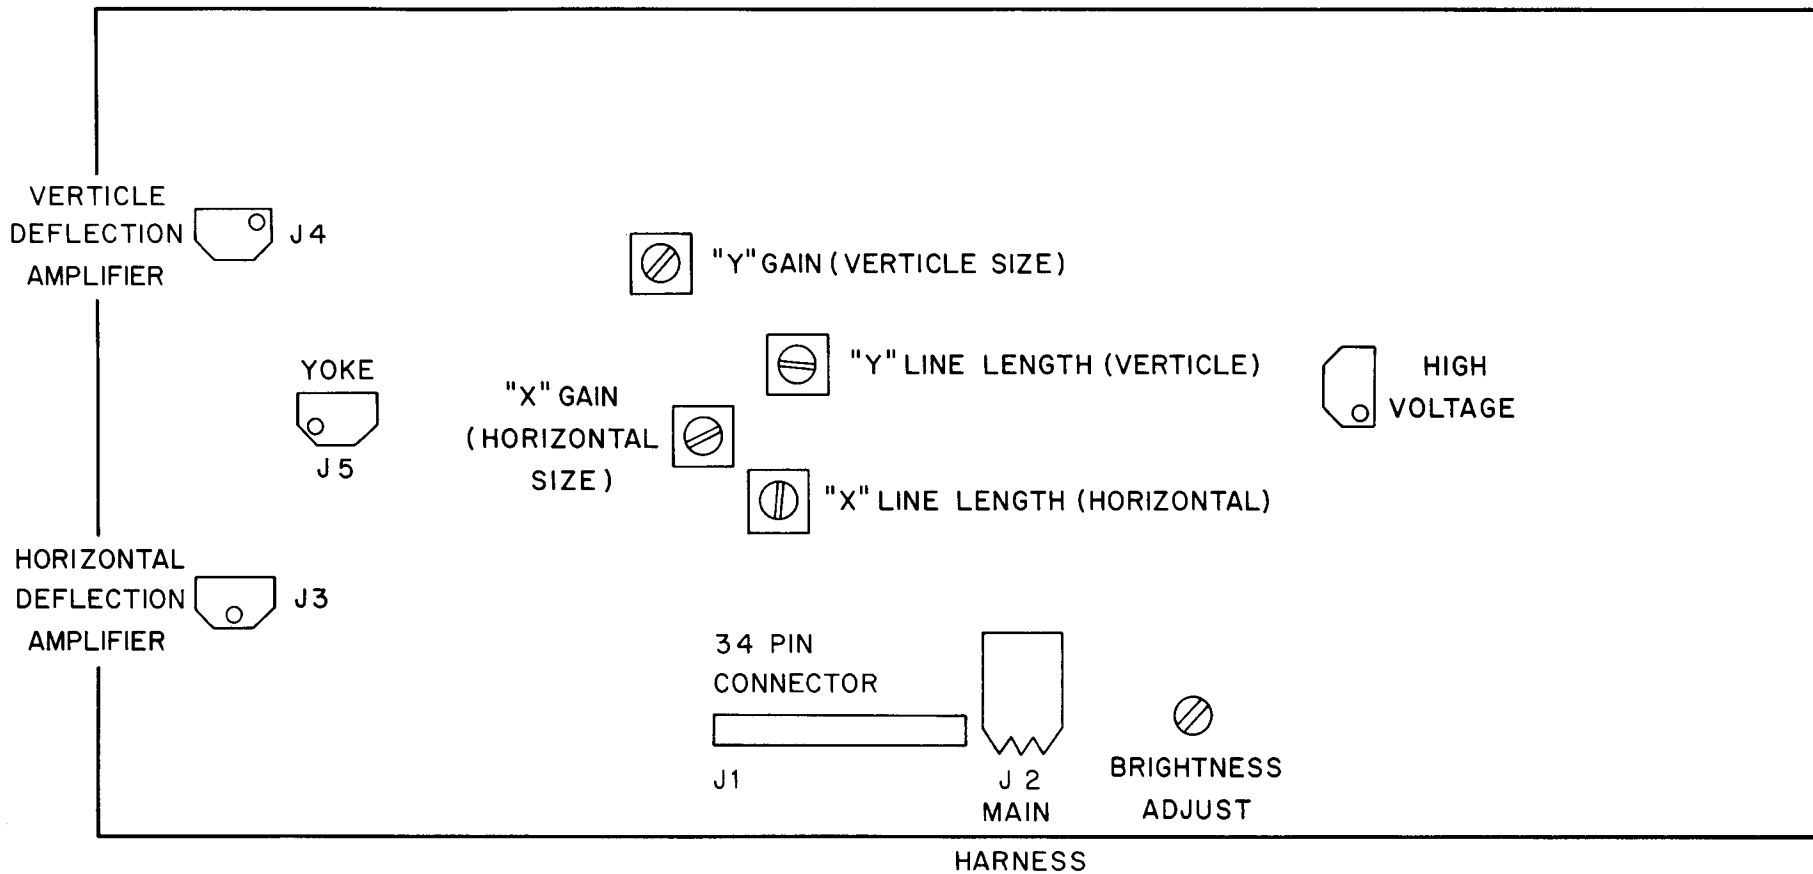 VERTICLE
DEFLECTION
AMPLIFIER
J4
"Y" GAIN (VERTICLE SIZE)
"Y" LINE LENGTH (VERTICLE)
YOKE
J5
"X" GAIN
(HORIZONTAL
SIZE)
HIGH
VOLTAGE
"X" LINE LENGTH (HORIZONTAL)
HORIZONTAL
DEFLECTION
AMPLIFIER
J3
34 PIN
CONNECTOR
J1
J 2
MAIN
HARNESS
BRIGHTNESS
ADJUST